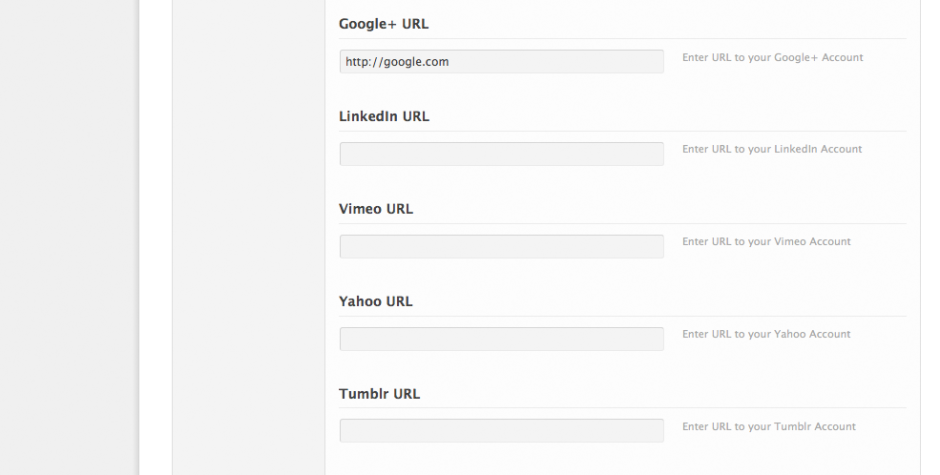 Google+ URL
http://google.com
Enter URL to your Google+ Account
LinkedIn URL
Enter URL to your LinkedIn Account
Vimeo URL
Enter URL to your Vimeo Account
Yahoo URL
Enter URL to your Yahoo Account
Tumblr URL
Enter URL to your Tumblr Account